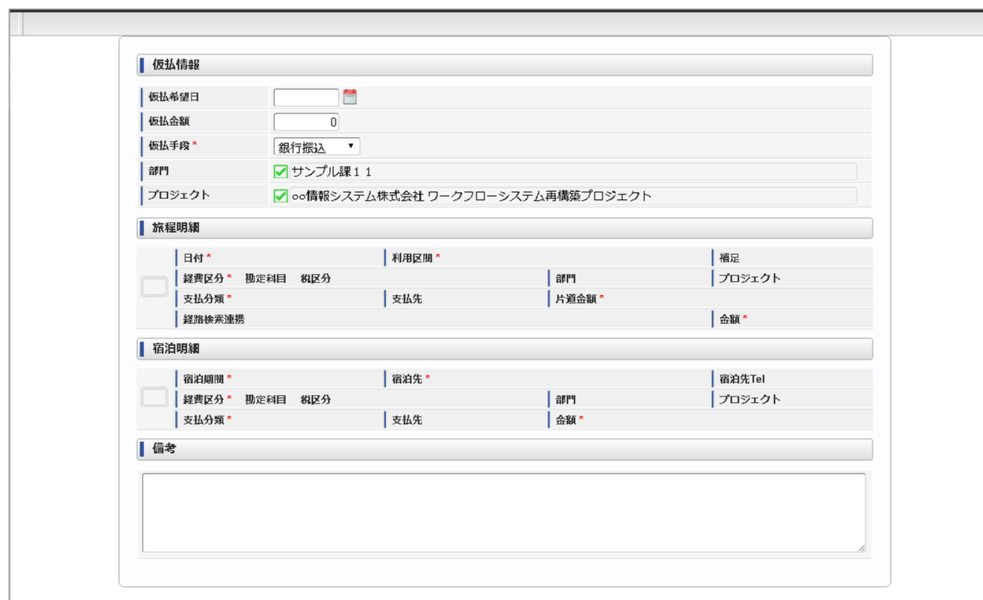 仮払情報
仮払希望日
仮払金額 0
仮払手段* 銀行振込
部門 サンプル課11
プロジェクト ○○情報システム株式会社 ワークフローシステム再構築プロジェクト
旅程明細
日付* 利用区間* 補足
経費区分* 勘定科目 税区分 部門 プロジェクト
支払分類* 支払先 片道金額*
経路検索連携 金額*
宿泊明細
宿泊期間* 宿泊先* 宿泊先Tel
経費区分* 勘定科目 税区分 部門 プロジェクト
支払分類* 支払先 金額*
備考